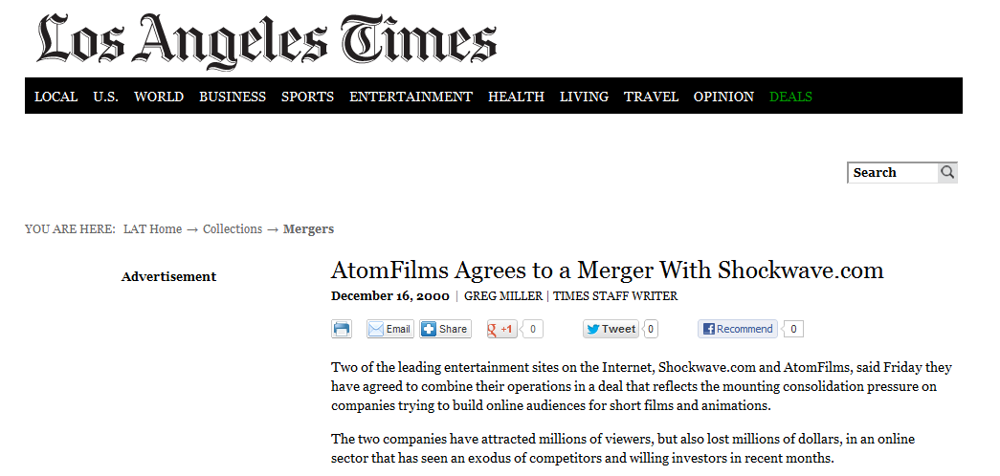 Los Angeles Times
LOCAL U.S. WORLD BUSINESS SPORTS ENTERTAINMENT HEALTH LIVING TRAVEL OPINION DEALS
Search
YOU ARE HERE: LAT Home → Collections → Mergers
Advertisement
AtomFilms Agrees to a Merger With Shockwave.com
December 16, 2000 | GREG MILLER | TIMES STAFF WRITER
Email Share g +1 0 Tweet 0 f Recommend 0
Two of the leading entertainment sites on the Internet, Shockwave.com and AtomFilms, said Friday they
have agreed to combine their operations in a deal that reflects the mounting consolidation pressure on
companies trying to build online audiences for short films and animations.
The two companies have attracted millions of viewers, but also lost millions of dollars, in an online
sector that has seen an exodus of competitors and willing investors in recent months.